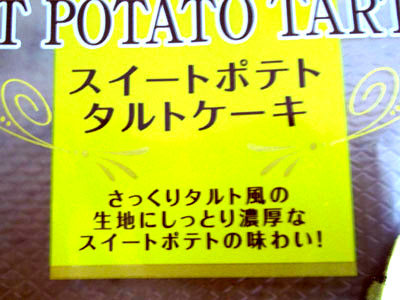 T POTATO TART
スイートポテト
タルトケーキ
さっくりタルト風の
生地にしっとり濃厚な
スイートポテトの味わい!